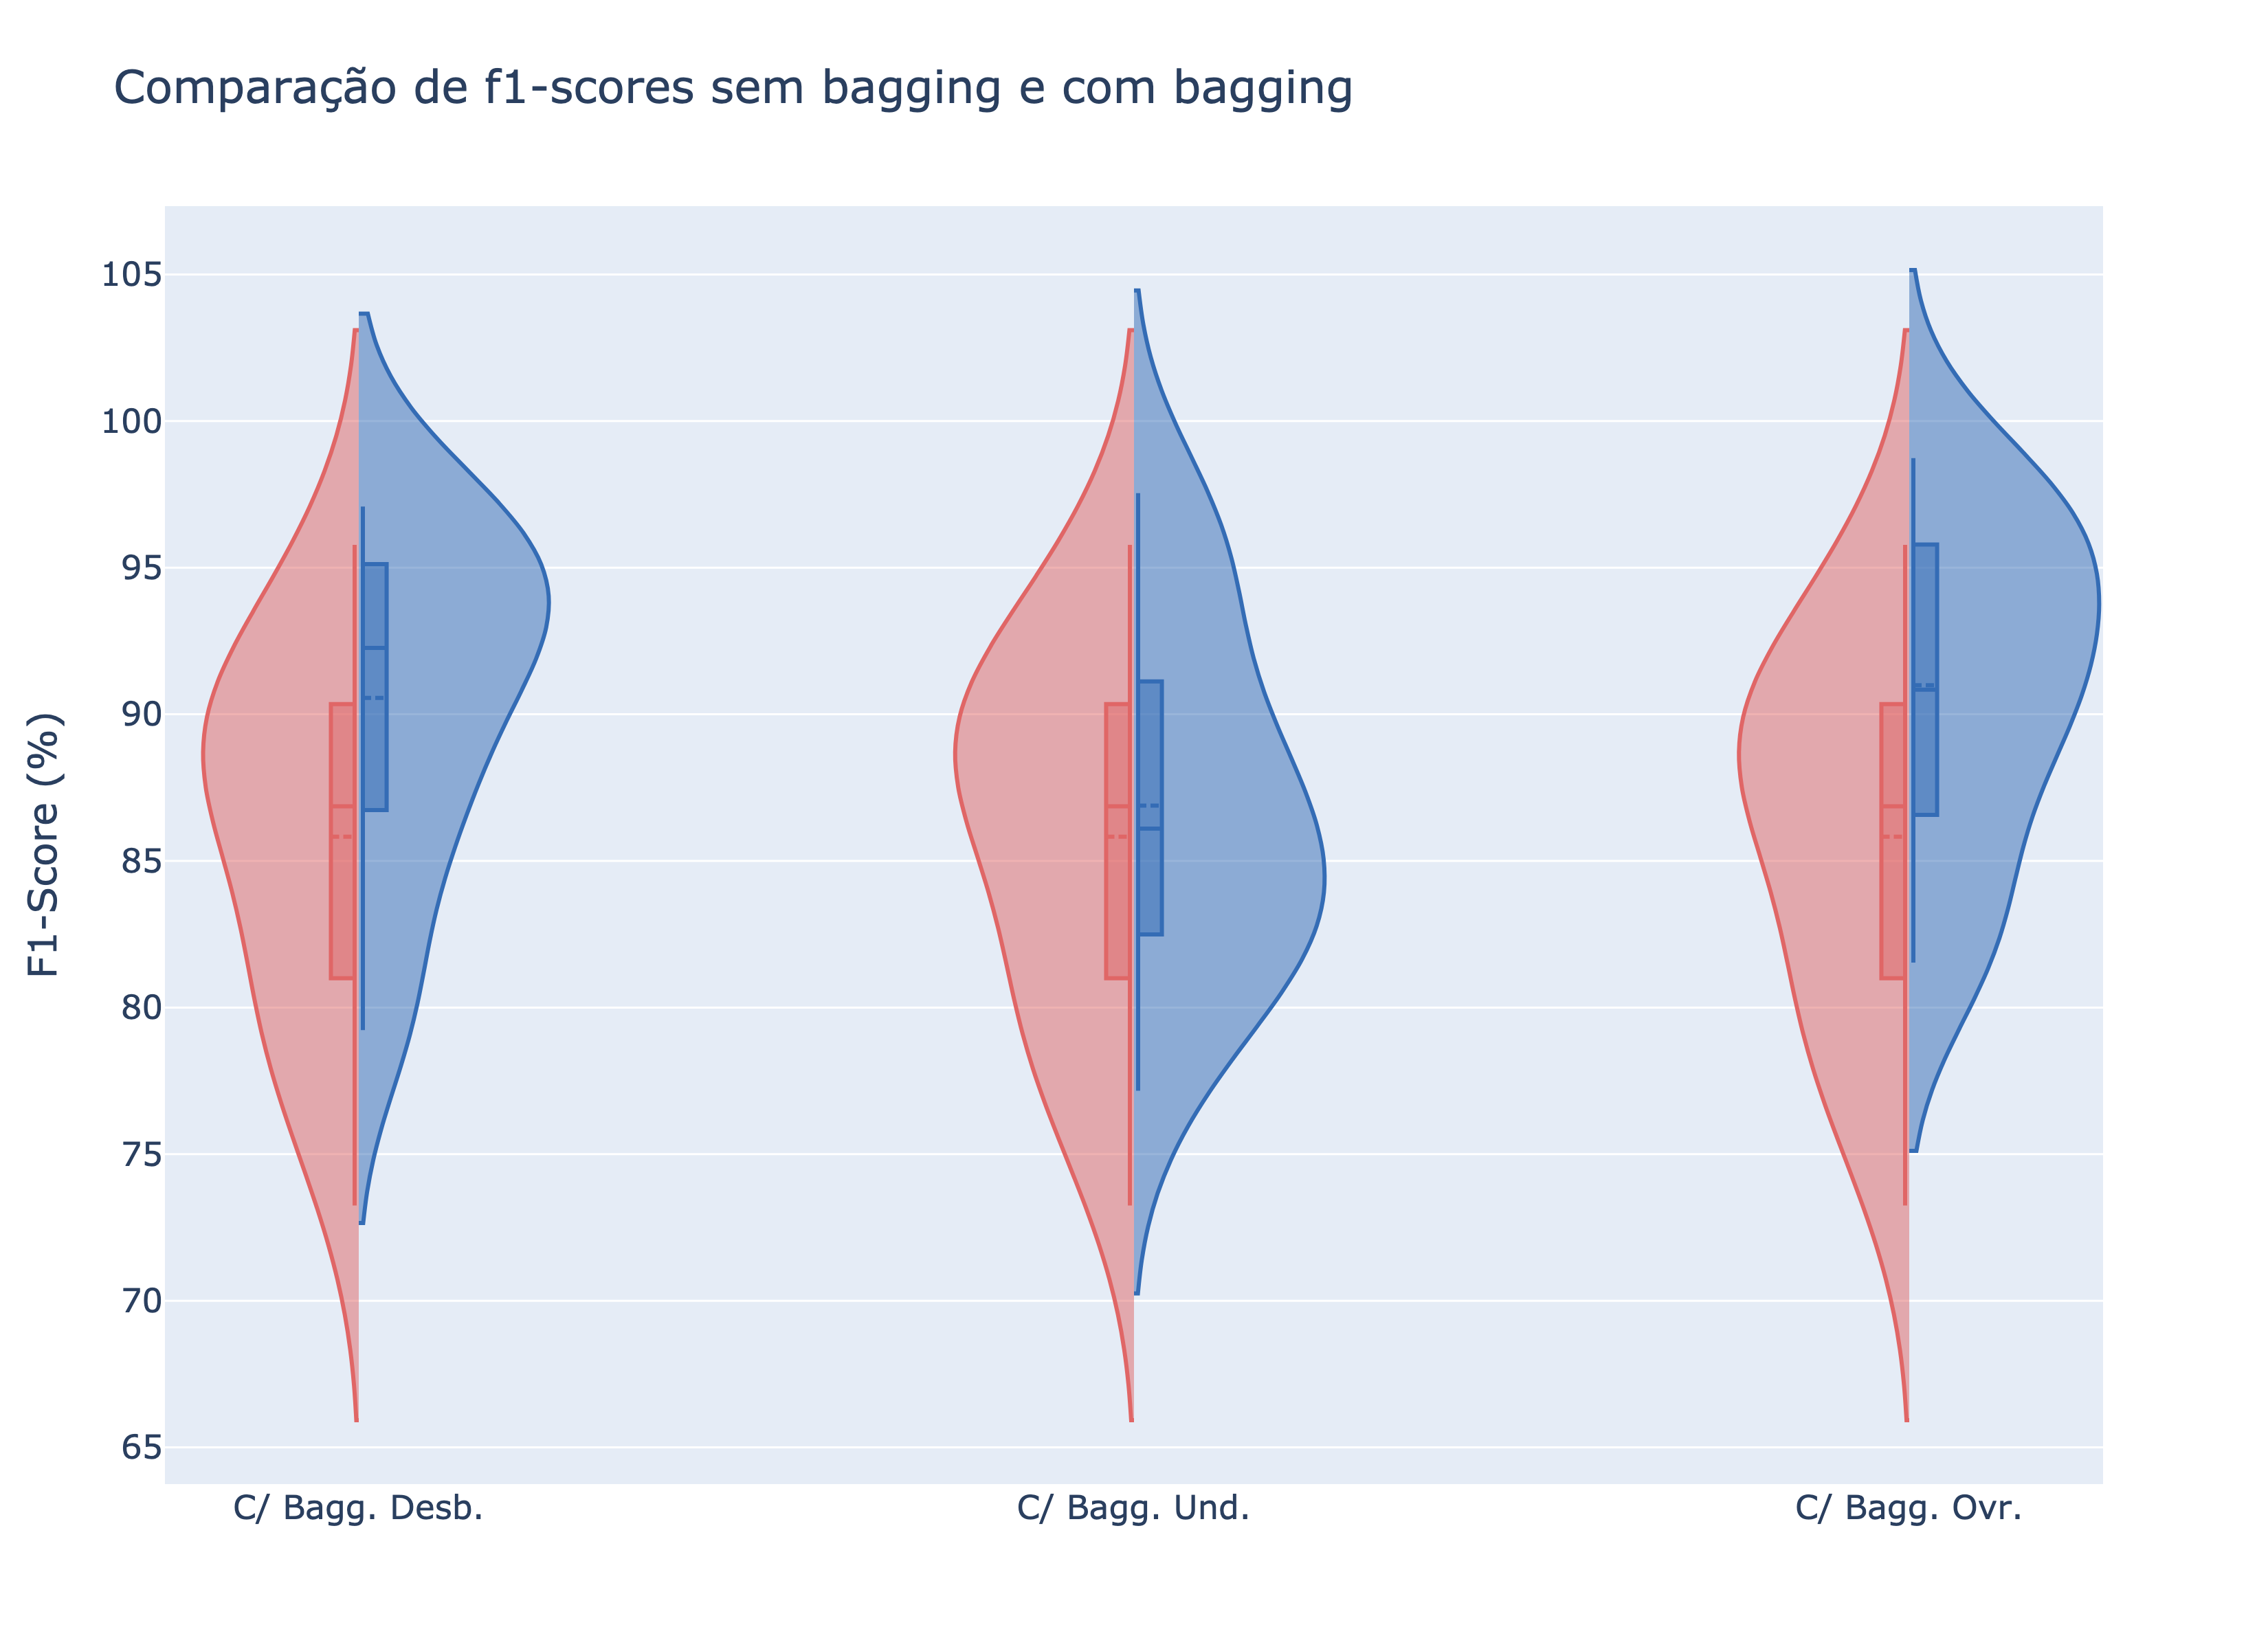 Comparação de f1-scores sem bagging e com bagging
F1-Score (%)
105
100
95
90
85
80
75
70
65
C/ Bagg. Desb.
C/ Bagg. Und.
C/ Bagg. Ovr.